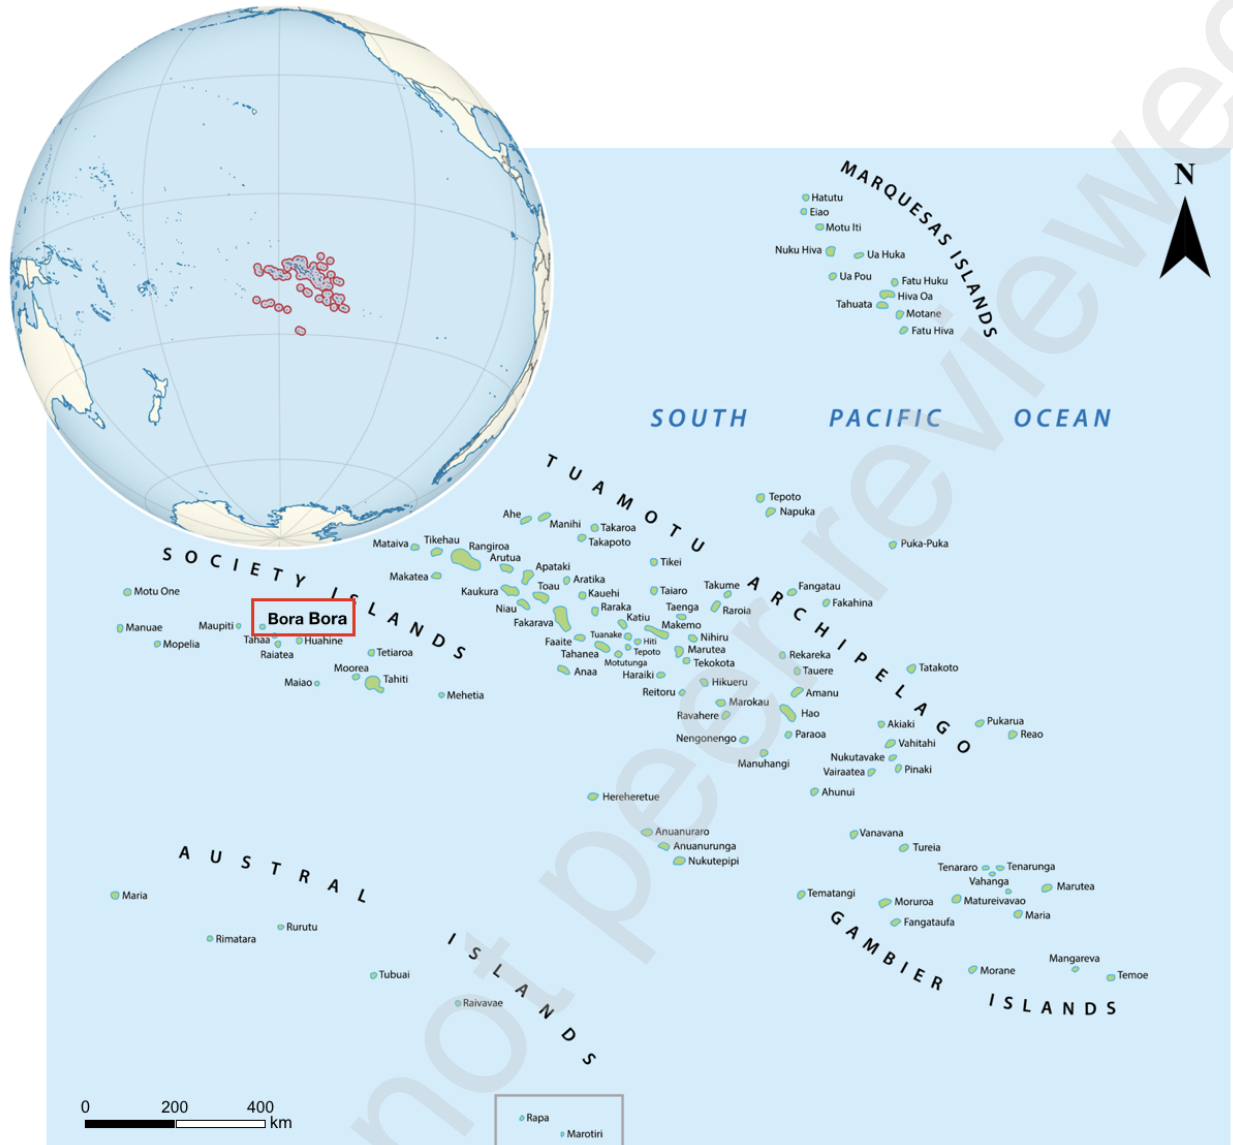 MARQUESAS ISLANDS
N
Hatutu
Eiao
Motu Iti
Nuku Hiva
Ua Huka
Ua Pou
Fatu Huku
Hiva Oa
Tahuata
Motane
Fatu Hiva
SOUTH PACIFIC OCEAN
TUAMOTU ARCHIPELAGO
Tepoto
Napuka
Puka-Puka
Ahe
Manihi
Takaroa
Takapoto
Mataiva
Tikehau
Rangiroa
Arutua
Apataki
Tikei
SOCIETY ISLANDS
Makatea
Kaukura
Toau
Aratika
Kauehi
Taiaro
Takume
Fangatau
Fakahina
Motu One
Niau
Raraka
Taenga
Raroia
Fakarava
Katiu
Makemo
Manuae
Maupiti
Bora Bora
Mopelia
Tahaa
Huahine
Raiatea
Tetiaroa
Faaite
Tuanake
Hiti
Nihiru
Tahanea
Tepoto
Marutea
Motutunga
Tekokota
Rekareka
Tauere
Tatakoto
Moorea
Tahiti
Maiao
Mehetia
Anaa
Haraiki
Hikueru
Reitoru
Amanu
Marokau
Ravahere
Hao
Akiaki
Pukarua
Reao
Nengonengo
Paraoa
Vahitahi
Manuhangi
Nukutavake
Vairaatea
Pinaki
Hereheretue
Ahunui
Anuanuraro
Anuanurunga
Nukutepipi
Vanavana
Tureia
AUSTRAL ISLANDS
Tenararo
Tenarunga
Vahanga
Marutea
Maria
Tematangi
Moruroa
Matureivavao
Maria
Fangataufa
Rurutu
Rimatara
GAMBIER ISLANDS
Mangareva
Morane
Temoe
Tubuai
Raivavae
Rapa
Marotiri
0 200 400
km
not peer reviewed